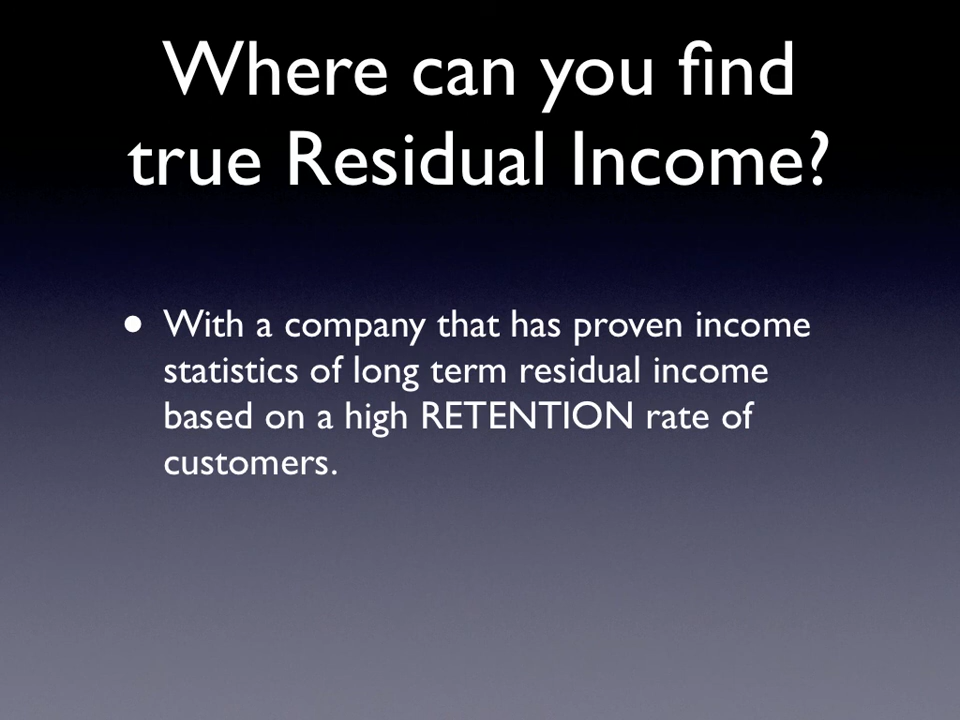 Where can you find
true Residual Income?
• With a company that has proven income
statistics of long term residual income
based on a high RETENTION rate of
customers.